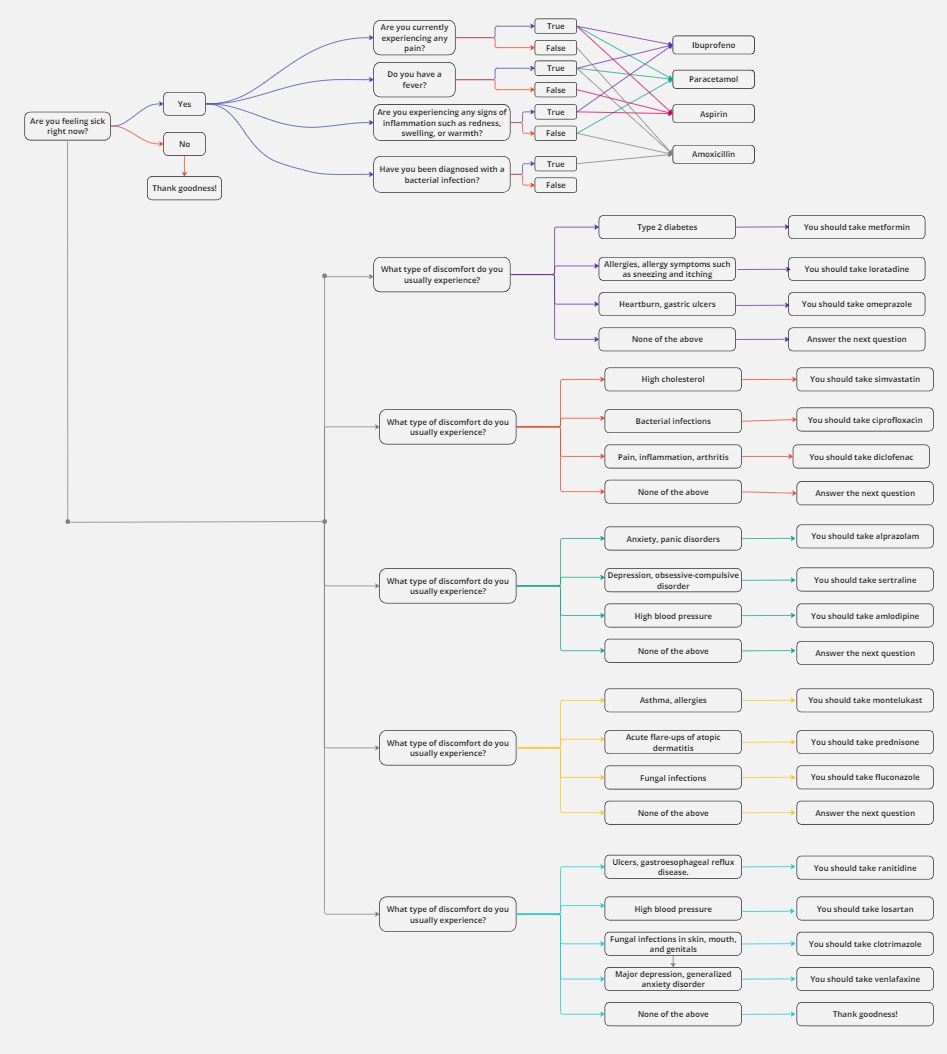 Are you feeling sick
right now?
Yes
No
Thank goodness!
Are you currently
experiencing any
pain?
True
False
Do you have a
fever?
True
False
Are you experiencing any signs of
inflammation such as redness,
swelling, or warmth?
True
False
Have you been diagnosed with a
bacterial infection?
True
False
Ibuprofeno
Paracetamol
Aspirin
Amoxicillin
What type of discomfort do you
usually experience?
Type 2 diabetes
You should take metformin
Allergies, allergy symptoms such
as sneezing and itching
You should take loratadine
Heartburn, gastric ulcers
You should take omeprazole
None of the above
Answer the next question
What type of discomfort do you
usually experience?
High cholesterol
You should take simvastatin
Bacterial infections
You should take ciprofloxacin
Pain, inflammation, arthritis
You should take diclofenac
None of the above
Answer the next question
What type of discomfort do you
usually experience?
Anxiety, panic disorders
You should take alprazolam
Depression, obsessive-compulsive
disorder
You should take sertraline
High blood pressure
You should take amlodipine
None of the above
Answer the next question
What type of discomfort do you
usually experience?
Asthma, allergies
You should take montelukast
Acute flare-ups of atopic
dermatitis
You should take prednisone
Fungal infections
You should take fluconazole
None of the above
Answer the next question
What type of discomfort do you
usually experience?
Ulcers, gastroesophageal reflux
disease.
You should take ranitidine
High blood pressure
You should take losartan
Fungal infections in skin, mouth,
and genitals
You should take clotrimazole
Major depression, generalized
anxiety disorder
You should take venlafaxine
None of the above
Thank goodness!